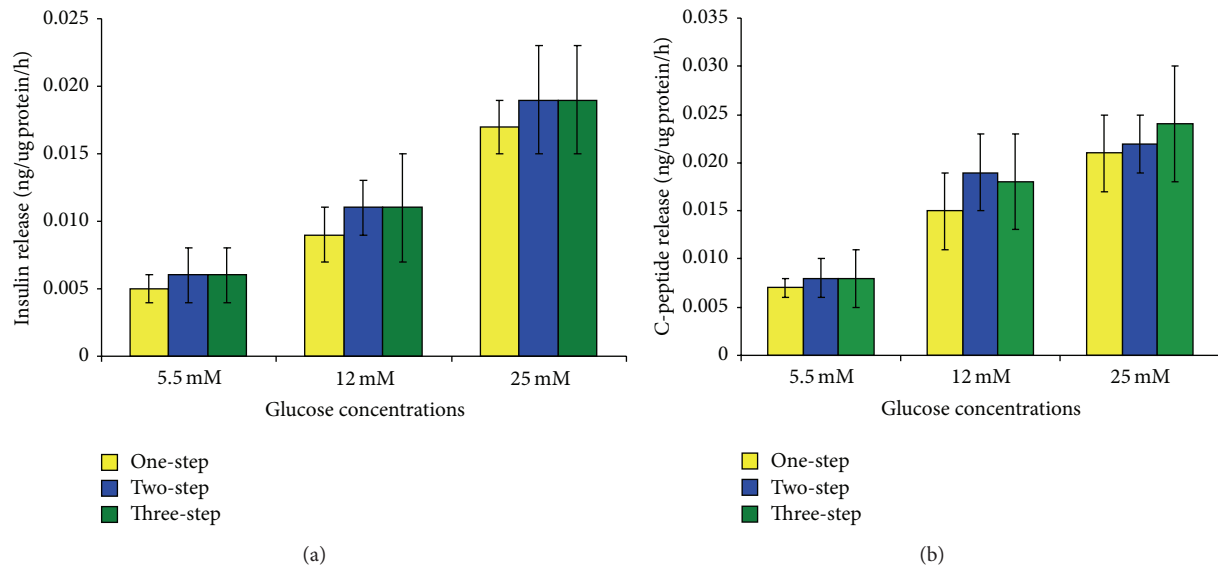 0.025
0.020
0.015
0.010
0.005
0
Insulin release (ng/ug protein/h)
5.5 mM
12 mM
25 mM
Glucose concentrations
One-step
Two-step
Three-step
(a)
0.035
0.030
0.025
0.020
0.015
0.010
0.005
0
C-peptide release (ng/ug protein/h)
5.5 mM
12 mM
25 mM
Glucose concentrations
One-step
Two-step
Three-step
(b)